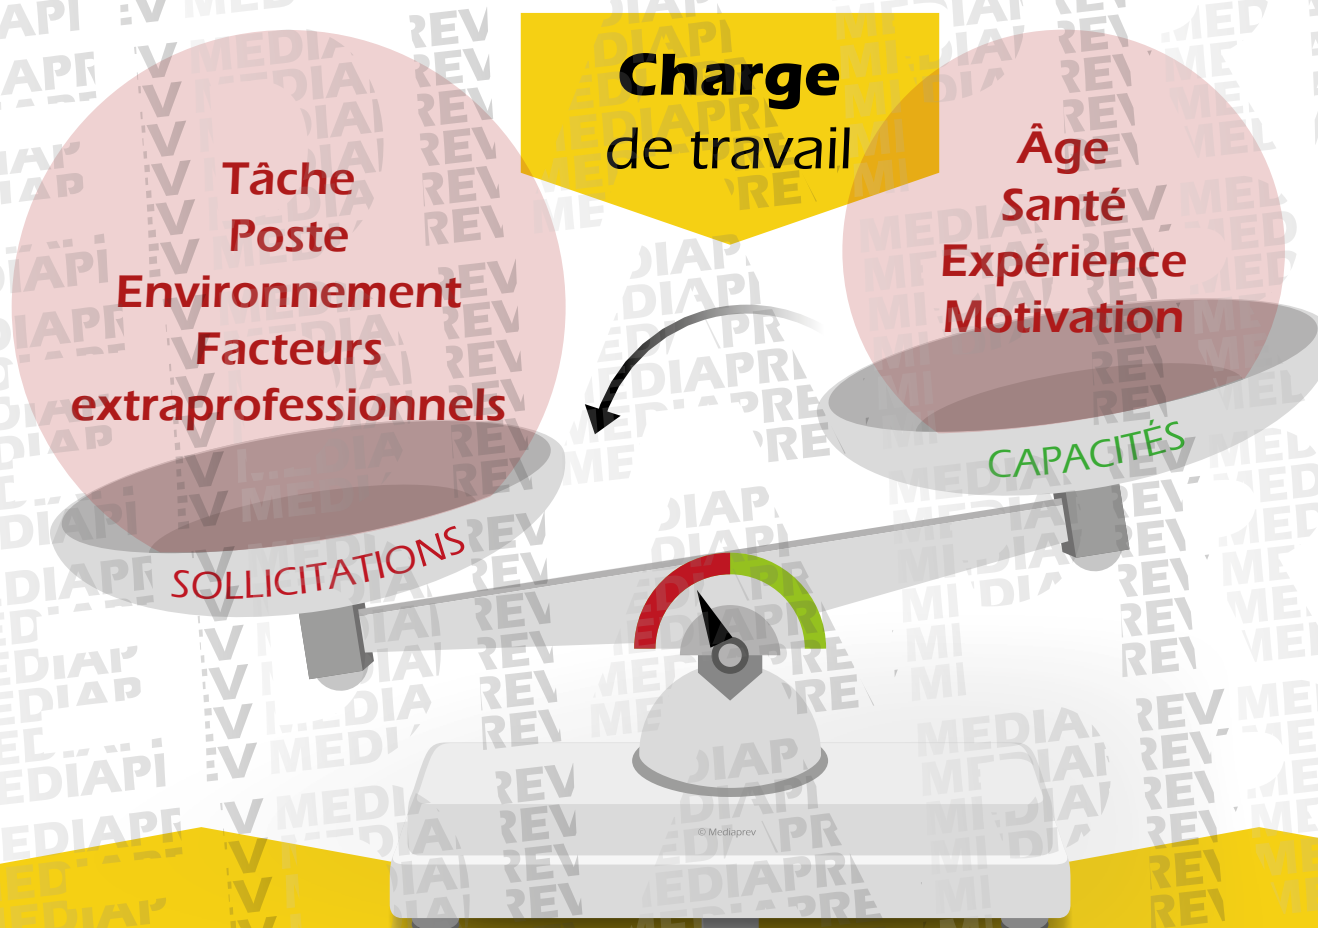 Charge
de travail
Tâche
Poste
Environnement
Facteurs
extraprofessionnels
SOLLICITATIONS
Âge
Santé
Expérience
Motivation
CAPACITÉS
© Mediaprev